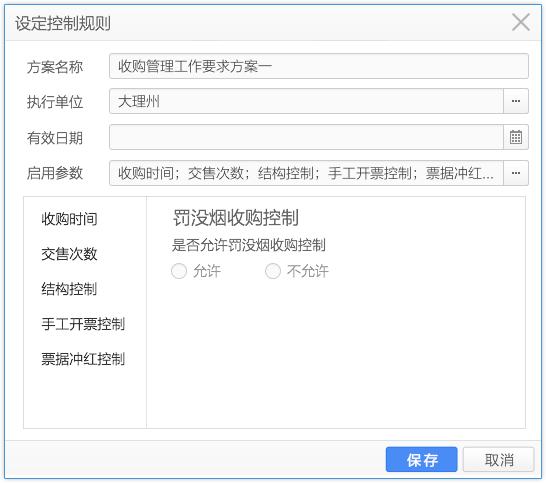 设定控制规则
方案名称 收购管理工作要求方案一
执行单位 大理州 ...
有效日期
启用参数 收购时间；交售次数；结构控制；手工开票控制；票据冲红... ...
收购时间
交售次数
结构控制
手工开票控制
票据冲红控制
罚没烟收购控制
是否允许罚没烟收购控制
允许 不允许
保存 取消